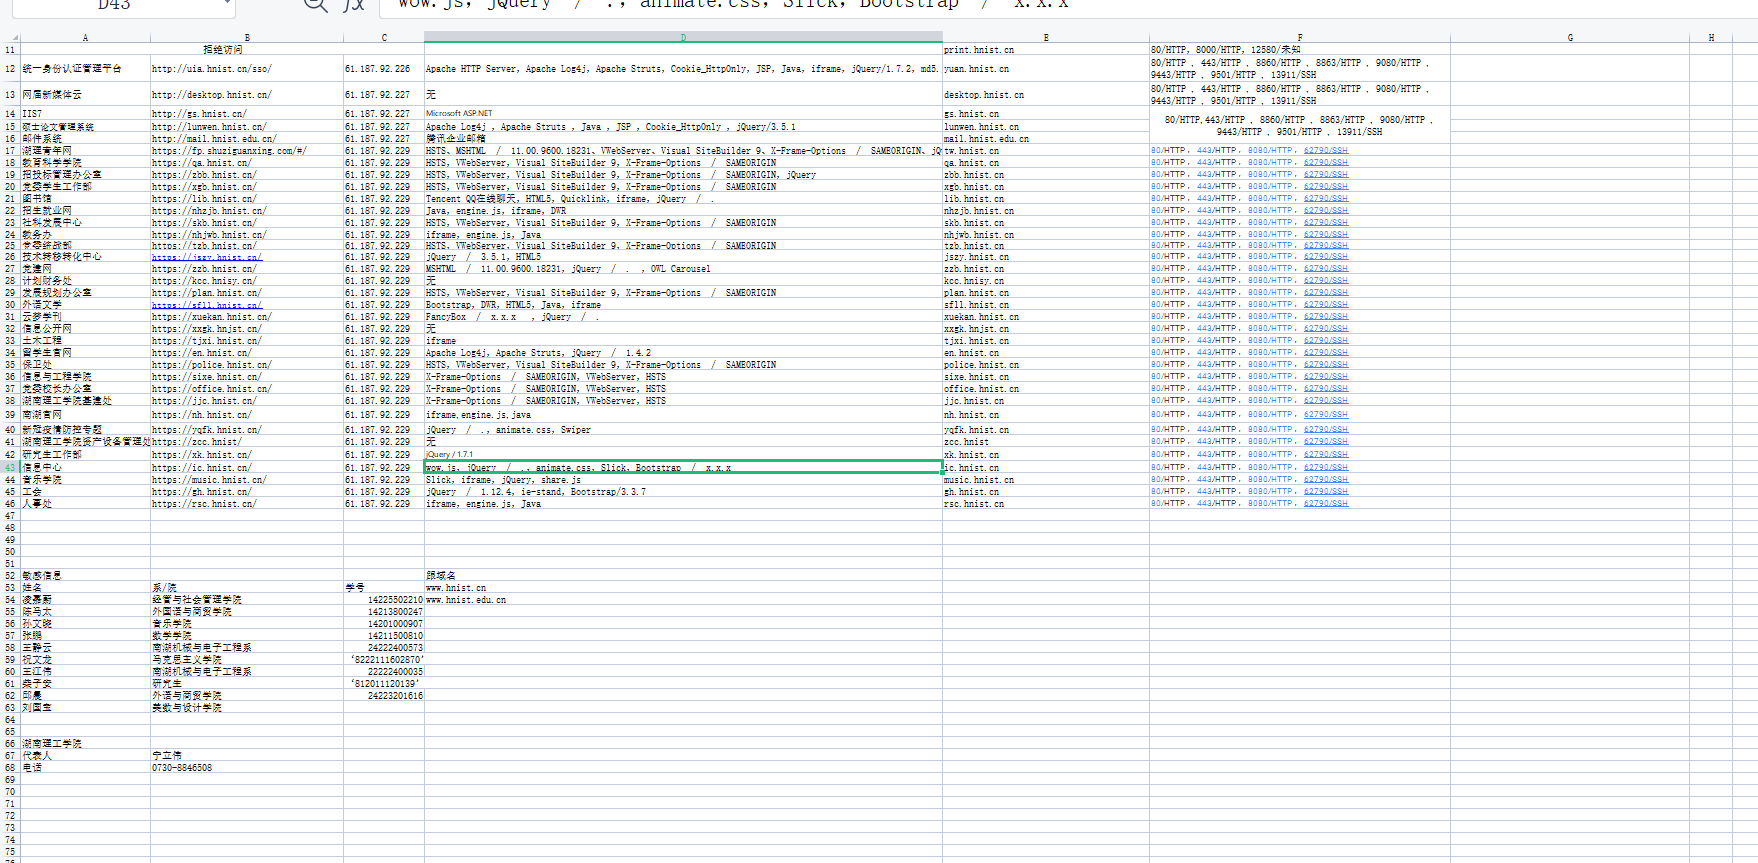 D43 fx wow.js, jQuery / ., animate.css, Slick, Bootstrap / x.x.x
A B C D E F G H
11 拒绝访问 print.hnist.cn 80/HTTP, 8000/HTTP, 12580/未知
12 统一身份认证管理平台 http://uia.hnist.cn/sso/ 61.187.92.226 Apache HTTP Server, Apache Log4j, Apache Struts, Cookie_HttpOnly, JSP, Java, iframe, jQuery/1.7.2, md5. yuan.hnist.cn 80/HTTP 、 443/HTTP 、 8860/HTTP 、 8863/HTTP 、 9080/HTTP 、
9443/HTTP 、 9501/HTTP 、 13911/SSH
13 网届新媒体云 http://desktop.hnist.cn/ 61.187.92.227 无 desktop.hnist.cn 80/HTTP 、 443/HTTP 、 8860/HTTP 、 8863/HTTP 、 9080/HTTP 、
9443/HTTP 、 9501/HTTP 、 13911/SSH
14 IIS7 http://gs.hnist.cn/ 61.187.92.227 Microsoft ASP.NET gs.hnist.cn
80/HTTP,443/HTTP 、 8860/HTTP 、 8863/HTTP 、 9080/HTTP 、
15 硕士论文管理系统 http://lunwen.hnist.cn/ 61.187.92.227 Apache Log4j , Apache Struts , Java , JSP , Cookie_HttpOnly , jQuery/3.5.1 lunwen.hnist.cn
9443/HTTP 、 9501/HTTP 、 13911/SSH
16 邮件系统 http://mail.hnist.edu.cn/ 61.187.92.227 腾讯企业邮箱 mail.hnist.edu.cn
17 湖理青年网 https://fp.shuziguanxing.com/#/ 61.187.92.229 HSTS、MSHTML / 11.00.9600.18231、VWebServer、Visual SiteBuilder 9、X-Frame-Options / SAMEORIGIN、jQ tw.hnist.cn 80/HTTP, 443/HTTP, 8080/HTTP, 62790/SSH
18 教育科学学院 https://qa.hnist.cn/ 61.187.92.229 HSTS, VWebServer, Visual SiteBuilder 9, X-Frame-Options / SAMEORIGIN qa.hnist.cn 80/HTTP, 443/HTTP, 8080/HTTP, 62790/SSH
19 招投标管理办公室 https://zbb.hnist.cn/ 61.187.92.229 HSTS, VWebServer, Visual SiteBuilder 9, X-Frame-Options / SAMEORIGIN, jQuery zbb.hnist.cn 80/HTTP, 443/HTTP, 8080/HTTP, 62790/SSH
20 党委学生工作部 https://xgb.hnist.cn/ 61.187.92.229 HSTS, VWebServer, Visual SiteBuilder 9, X-Frame-Options / SAMEORIGIN xgb.hnist.cn 80/HTTP, 443/HTTP, 8080/HTTP, 62790/SSH
21 图书馆 https://lib.hnist.cn/ 61.187.92.229 Tencent QQ在线聊天, HTML5, Quicklink, iframe, jQuery / . lib.hnist.cn 80/HTTP, 443/HTTP, 8080/HTTP, 62790/SSH
22 招生就业网 https://nhzjb.hnist.cn/ 61.187.92.229 Java, engine.js, iframe, DWR nhzjb.hnist.cn 80/HTTP, 443/HTTP, 8080/HTTP, 62790/SSH
23 社科发展中心 https://skb.hnist.cn/ 61.187.92.229 HSTS, VWebServer, Visual SiteBuilder 9, X-Frame-Options / SAMEORIGIN skb.hnist.cn 80/HTTP, 443/HTTP, 8080/HTTP, 62790/SSH
24 教务办 https://nhjwb.hnist.cn/ 61.187.92.229 iframe, engine.js, Java nhjwb.hnist.cn 80/HTTP, 443/HTTP, 8080/HTTP, 62790/SSH
25 党委统战部 https://tzb.hnist.cn/ 61.187.92.229 HSTS, VWebServer, Visual SiteBuilder 9, X-Frame-Options / SAMEORIGIN tzb.hnist.cn 80/HTTP, 443/HTTP, 8080/HTTP, 62790/SSH
26 技术转移转化中心 https://jszy.hnist.cn/ 61.187.92.229 jQuery / 3.5.1, HTML5 jszy.hnist.cn 80/HTTP, 443/HTTP, 8080/HTTP, 62790/SSH
27 党建网 https://zzb.hnist.cn/ 61.187.92.229 MSHTML / 11.00.9600.18231, jQuery / . , OWL Carousel zzb.hnist.cn 80/HTTP, 443/HTTP, 8080/HTTP, 62790/SSH
28 计划财务处 https://kcc.hnisy.cn/ 61.187.92.229 无 kcc.hnisy.cn 80/HTTP, 443/HTTP, 8080/HTTP, 62790/SSH
29 发展规划办公室 https://plan.hnist.cn/ 61.187.92.229 HSTS, VWebServer, Visual SiteBuilder 9, X-Frame-Options / SAMEORIGIN plan.hnist.cn 80/HTTP, 443/HTTP, 8080/HTTP, 62790/SSH
30 外语文学 https://sfll.hnist.cn/ 61.187.92.229 Bootstrap, DWR, HTML5, Java, iframe sfll.hnist.cn 80/HTTP, 443/HTTP, 8080/HTTP, 62790/SSH
31 云梦学刊 https://xuekan.hnist.cn/ 61.187.92.229 FancyBox / x.x.x , jQuery / . xuekan.hnist.cn 80/HTTP, 443/HTTP, 8080/HTTP, 62790/SSH
32 信息公开网 https://xxgk.hnjst.cn/ 61.187.92.229 无 xxgk.hnjst.cn 80/HTTP, 443/HTTP, 8080/HTTP, 62790/SSH
33 土木工程 https://tjxi.hnist.cn/ 61.187.92.229 iframe tjxi.hnist.cn 80/HTTP, 443/HTTP, 8080/HTTP, 62790/SSH
34 留学生官网 https://en.hnist.cn/ 61.187.92.229 Apache Log4j, Apache Struts, jQuery / 1.4.2 en.hnist.cn 80/HTTP, 443/HTTP, 8080/HTTP, 62790/SSH
35 保卫处 https://police.hnist.cn/ 61.187.92.229 HSTS, VWebServer, Visual SiteBuilder 9, X-Frame-Options / SAMEORIGIN police.hnist.cn 80/HTTP, 443/HTTP, 8080/HTTP, 62790/SSH
36 信息与工程学院 https://sixe.hnist.cn/ 61.187.92.229 X-Frame-Options / SAMEORIGIN, VWebServer, HSTS sixe.hnist.cn 80/HTTP, 443/HTTP, 8080/HTTP, 62790/SSH
37 党委校长办公室 https://office.hnist.cn/ 61.187.92.229 X-Frame-Options / SAMEORIGIN, VWebServer, HSTS office.hnist.cn 80/HTTP, 443/HTTP, 8080/HTTP, 62790/SSH
38 湖南理工学院基建处 https://jjc.hnist.cn/ 61.187.92.229 X-Frame-Options / SAMEORIGIN, VWebServer, HSTS jjc.hnist.cn 80/HTTP, 443/HTTP, 8080/HTTP, 62790/SSH
39 南湖官网 https://nh.hnist.cn/ 61.187.92.229 iframe,engine.js,java nh.hnist.cn 80/HTTP, 443/HTTP, 8080/HTTP, 62790/SSH
40 新冠疫情防控专题 https://yqfk.hnist.cn/ 61.187.92.229 jQuery / ., animate.css, Swiper yqfk.hnist.cn 80/HTTP, 443/HTTP, 8080/HTTP, 62790/SSH
41 湖南理工学院资产设备管理处 https://zcc.hnist/ 61.187.92.229 无 zcc.hnist 80/HTTP, 443/HTTP, 8080/HTTP, 62790/SSH
42 研究生工作部 https://xk.hnist.cn/ 61.187.92.229 jQuery / 1.7.1 xk.hnist.cn 80/HTTP, 443/HTTP, 8080/HTTP, 62790/SSH
43 信息中心 https://ic.hnist.cn/ 61.187.92.229 wow.js, jQuery / ., animate.css, Slick, Bootstrap / x.x.x ic.hnist.cn 80/HTTP, 443/HTTP, 8080/HTTP, 62790/SSH
44 音乐学院 https://music.hnist.cn/ 61.187.92.229 Slick, iframe, jQuery, share.js music.hnist.cn 80/HTTP, 443/HTTP, 8080/HTTP, 62790/SSH
45 工会 https://gh.hnist.cn/ 61.187.92.229 jQuery / 1.12.4, ie-stand, Bootstrap/3.3.7 gh.hnist.cn 80/HTTP, 443/HTTP, 8080/HTTP, 62790/SSH
46 人事处 https://rsc.hnist.cn/ 61.187.92.229 iframe, engine.js, Java rsc.hnist.cn 80/HTTP, 443/HTTP, 8080/HTTP, 62790/SSH
47
48
49
50
51
52 敏感信息 跟域名
53 姓名 系/院 学号 www.hnist.cn
54 凌嘉蔚 经管与社会管理学院 14225502210 www.hnist.edu.cn
55 陈马太 外国语与商贸学院 14213800247
56 孙文晓 音乐学院 14201000907
57 张鹏 数学学院 14211500810
58 王静云 南湖机械与电子工程系 24222400573
59 祝文龙 马克思主义学院 '8222111602870'
60 王江伟 南湖机械与电子工程系 22222400035
61 柴子安 研究生 '812011120139'
62 邱晨 外语与商贸学院 24223201616
63 刘国宝 美数与设计学院
64
65
66 湖南理工学院
67 代表人 宁立伟
68 电话 0730-8846508
69
70
71
72
73
74
75